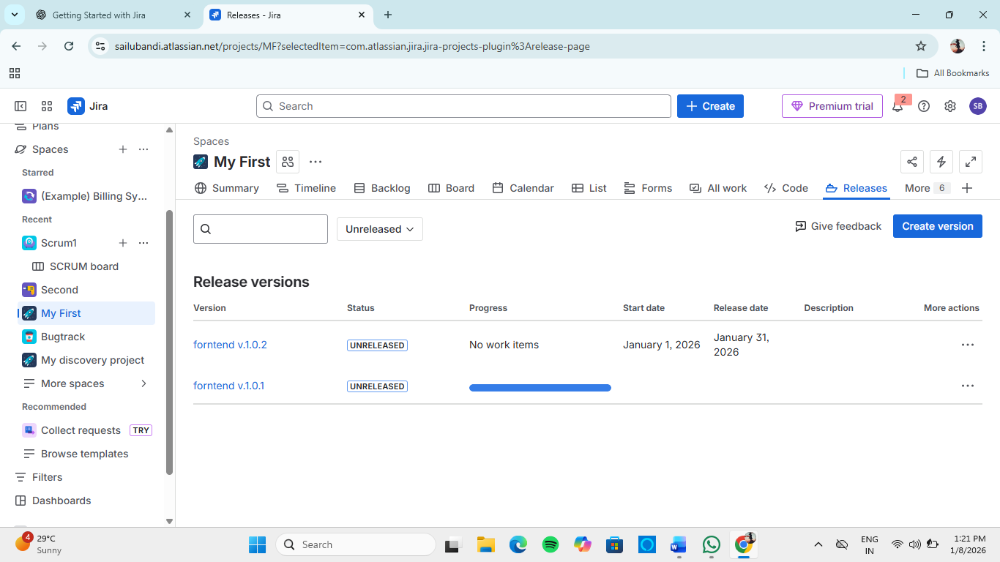 Getting Started with Jira
Releases - Jira
sailubandi.atlassian.net/projects/MF?selectedItem=com.atlassian.jira.jira-projects-plugin%3Arelease-page
All Bookmarks
Jira
Search
Create
Premium trial
2
SB
Plans
Spaces
Starred
(Example) Billing Sy...
Recent
Scrum1
SCRUM board
Second
My First
Bugtrack
My discovery project
More spaces
Recommended
Collect requests TRY
Browse templates
Filters
Dashboards
Spaces
My First
Summary Timeline Backlog Board Calendar List Forms All work Code Releases More 6
Unreleased
Give feedback
Create version
Release versions
Version Status Progress Start date Release date Description More actions
forntend v.1.0.2 UNRELEASED No work items January 1, 2026 January 31,
2026
forntend v.1.0.1 UNRELEASED
4
29°C
Sunny
Search
ENG
IN
1:21 PM
1/8/2026